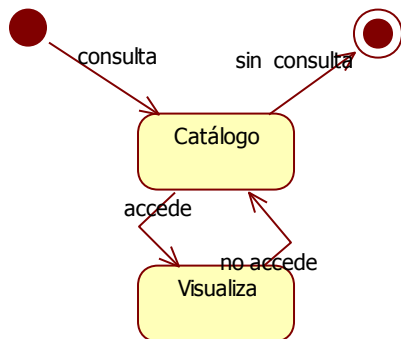 consulta
sin consulta
Catálogo
accede
no accede
Visualiza